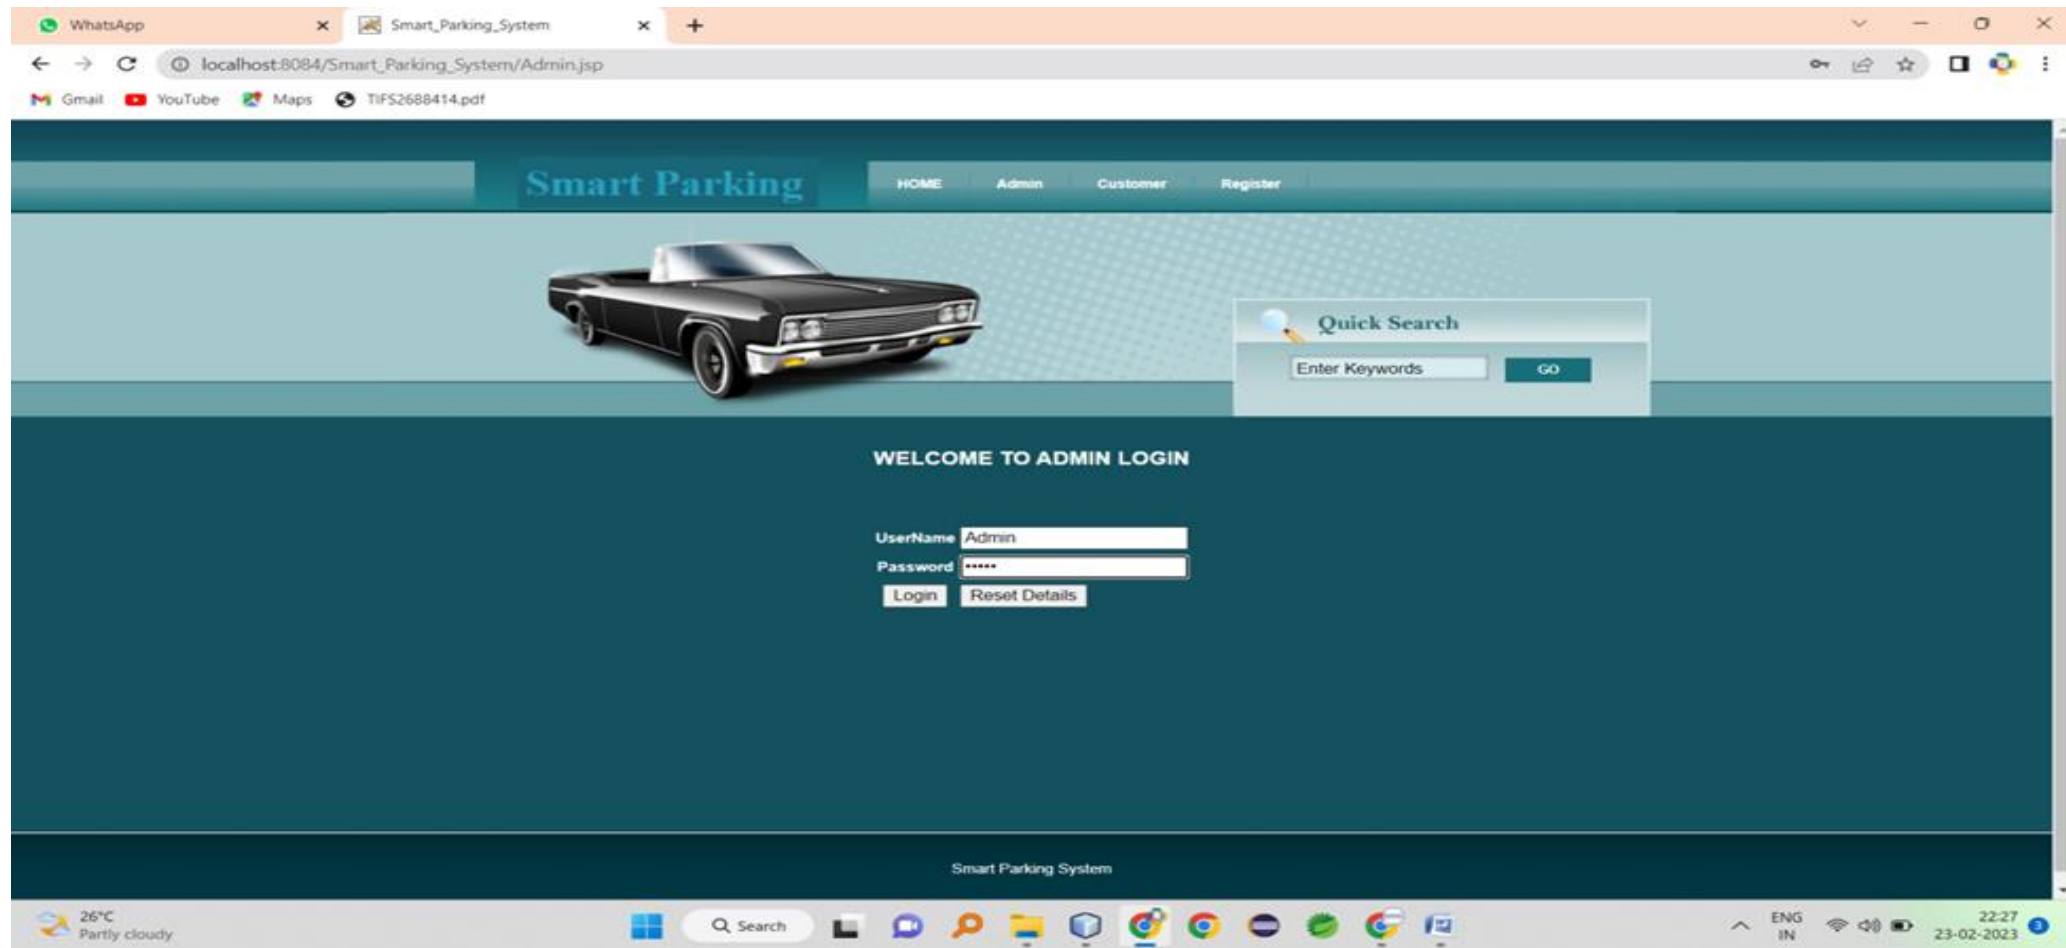 WhatsApp
Smart_Parking_System
localhost:8084/Smart_Parking_System/Admin.jsp
Gmail YouTube Maps TIFS2688414.pdf
Smart Parking
HOME Admin Customer Register
Quick Search
Enter Keywords GO
WELCOME TO ADMIN LOGIN
UserName Admin
Password •••••
Login Reset Details
Smart Parking System
26°C
Partly cloudy
Search
ENG
IN
22:27
23-02-2023
3